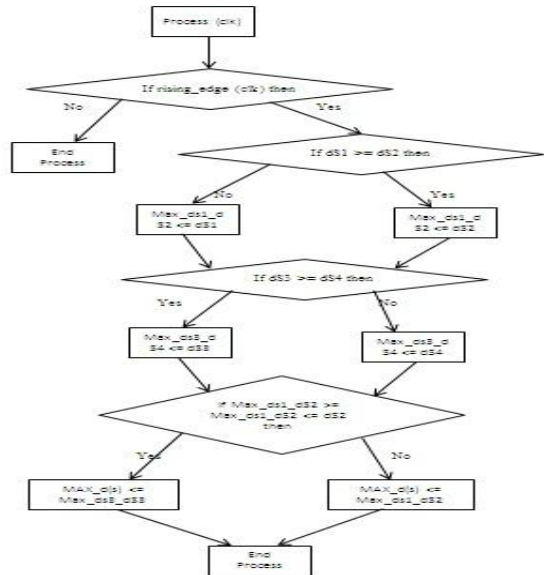 Process (clk)
If rising_edge (clk) then
No
Yes
End
Process
If dS1 >= dS2 then
No
Yes
Max_ds1_d
S2 <= dS1
Max_ds1_d
S2 <= dS2
If dS3 >= dS4 then
Yes
No
Max_ds3_d
S4 <= dS3
Max_ds3_d
S4 <= dS4
If Max_ds1_dS2 >=
Max_ds1_dS2 <= dS2
then
Yes
No
MAX_d(s) <=
Max_ds3_dS3
MAX_d(s) <=
Max_ds1_dS2
End
Process